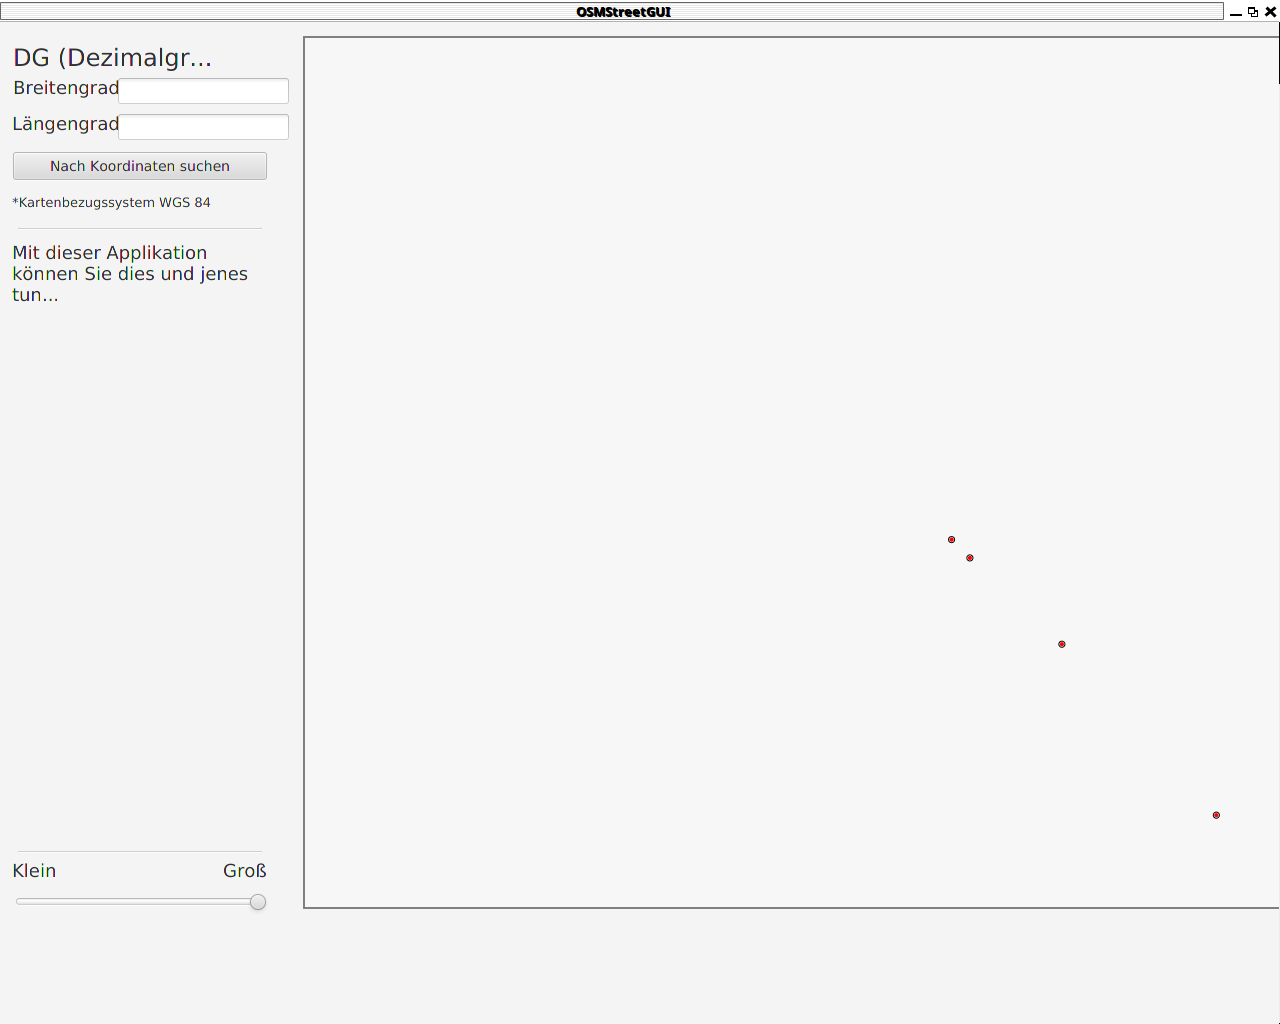 OSMStreetGUI
DG (Dezimalgr...
Breitengrad
Längengrad
Nach Koordinaten suchen
*Kartenbezugssystem WGS 84
Mit dieser Applikation
können Sie dies und jenes
tun...
Klein Groß